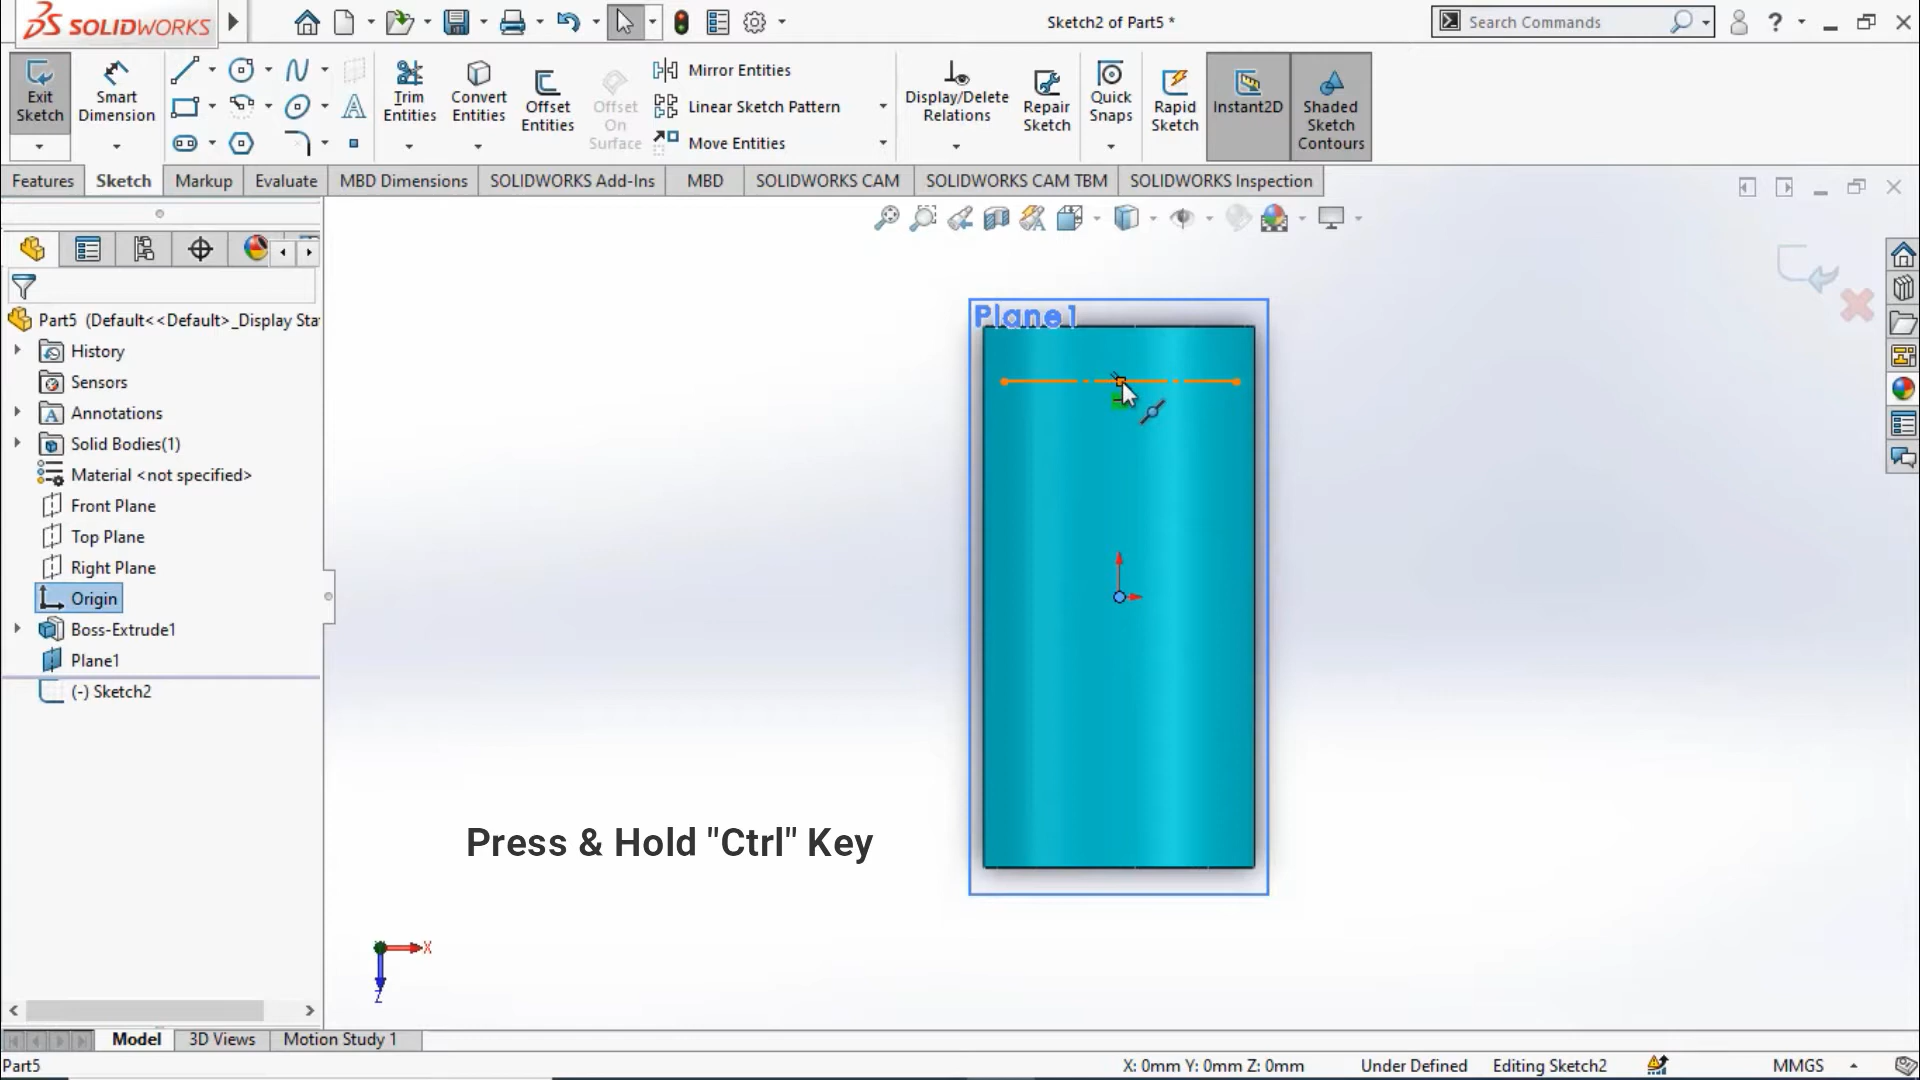 SOLIDWORKS
Sketch2 of Part5 *
Search Commands
Exit Sketch
Smart Dimension
Trim Entities
Convert Entities
Offset Entities
Offset On Surface
Mirror Entities
Linear Sketch Pattern
Move Entities
Display/Delete Relations
Repair Sketch
Quick Snaps
Rapid Sketch
Instant2D
Shaded Sketch Contours
Features
Sketch
Markup
Evaluate
MBD Dimensions
SOLIDWORKS Add-Ins
MBD
SOLIDWORKS CAM
SOLIDWORKS CAM TBM
SOLIDWORKS Inspection
Part5 (Default<<Default>_Display Sta
History
Sensors
Annotations
Solid Bodies(1)
Material <not specified>
Front Plane
Top Plane
Right Plane
Origin
Boss-Extrude1
Plane1
(-) Sketch2
Plane1
Press & Hold "Ctrl" Key
X
Z
Model
3D Views
Motion Study 1
Part5
X: 0mm Y: 0mm Z: 0mm
Under Defined
Editing Sketch2
MMGS